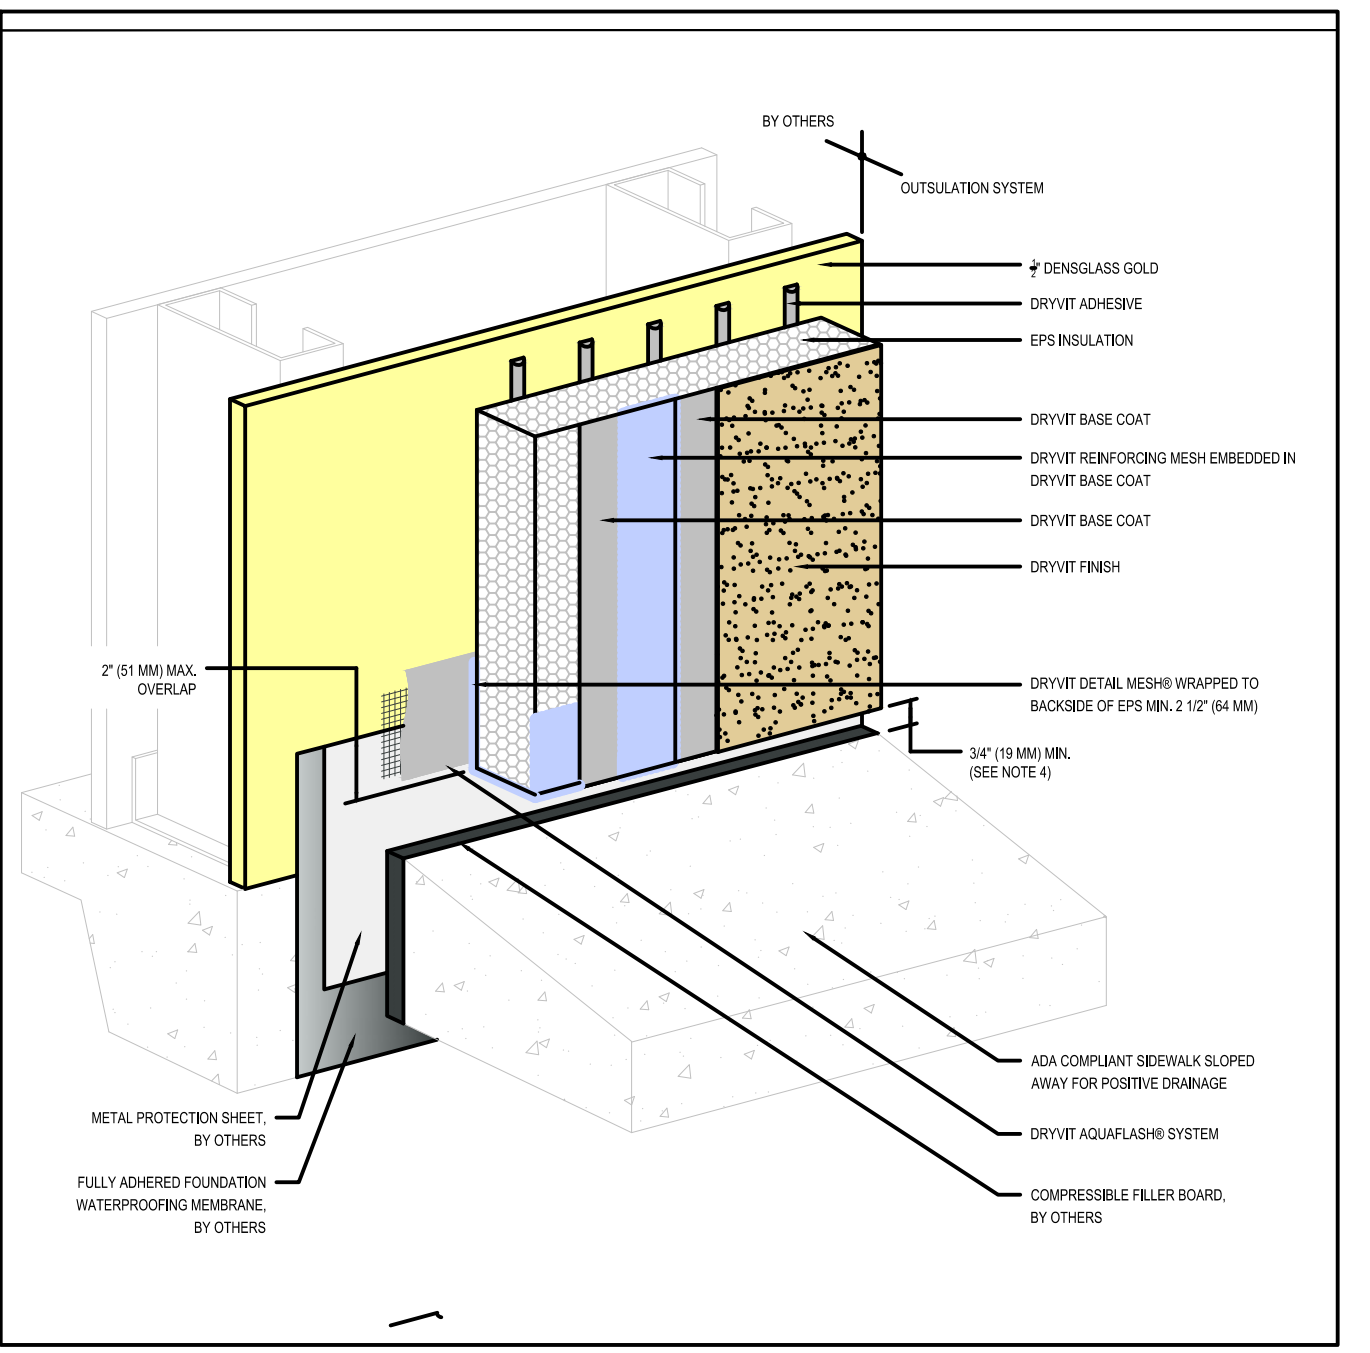 BY OTHERS
OUTSULATION SYSTEM
½" DENSGLASS GOLD
DRYVIT ADHESIVE
EPS INSULATION
DRYVIT BASE COAT
DRYVIT REINFORCING MESH EMBEDDED IN
DRYVIT BASE COAT
DRYVIT BASE COAT
DRYVIT FINISH
2" (51 MM) MAX.
OVERLAP
DRYVIT DETAIL MESH® WRAPPED TO
BACKSIDE OF EPS MIN. 2 1/2" (64 MM)
3/4" (19 MM) MIN.
(SEE NOTE 4)
ADA COMPLIANT SIDEWALK SLOPED
AWAY FOR POSITIVE DRAINAGE
METAL PROTECTION SHEET,
BY OTHERS
DRYVIT AQUAFLASH® SYSTEM
FULLY ADHERED FOUNDATION
WATERPROOFING MEMBRANE,
BY OTHERS
COMPRESSIBLE FILLER BOARD,
BY OTHERS